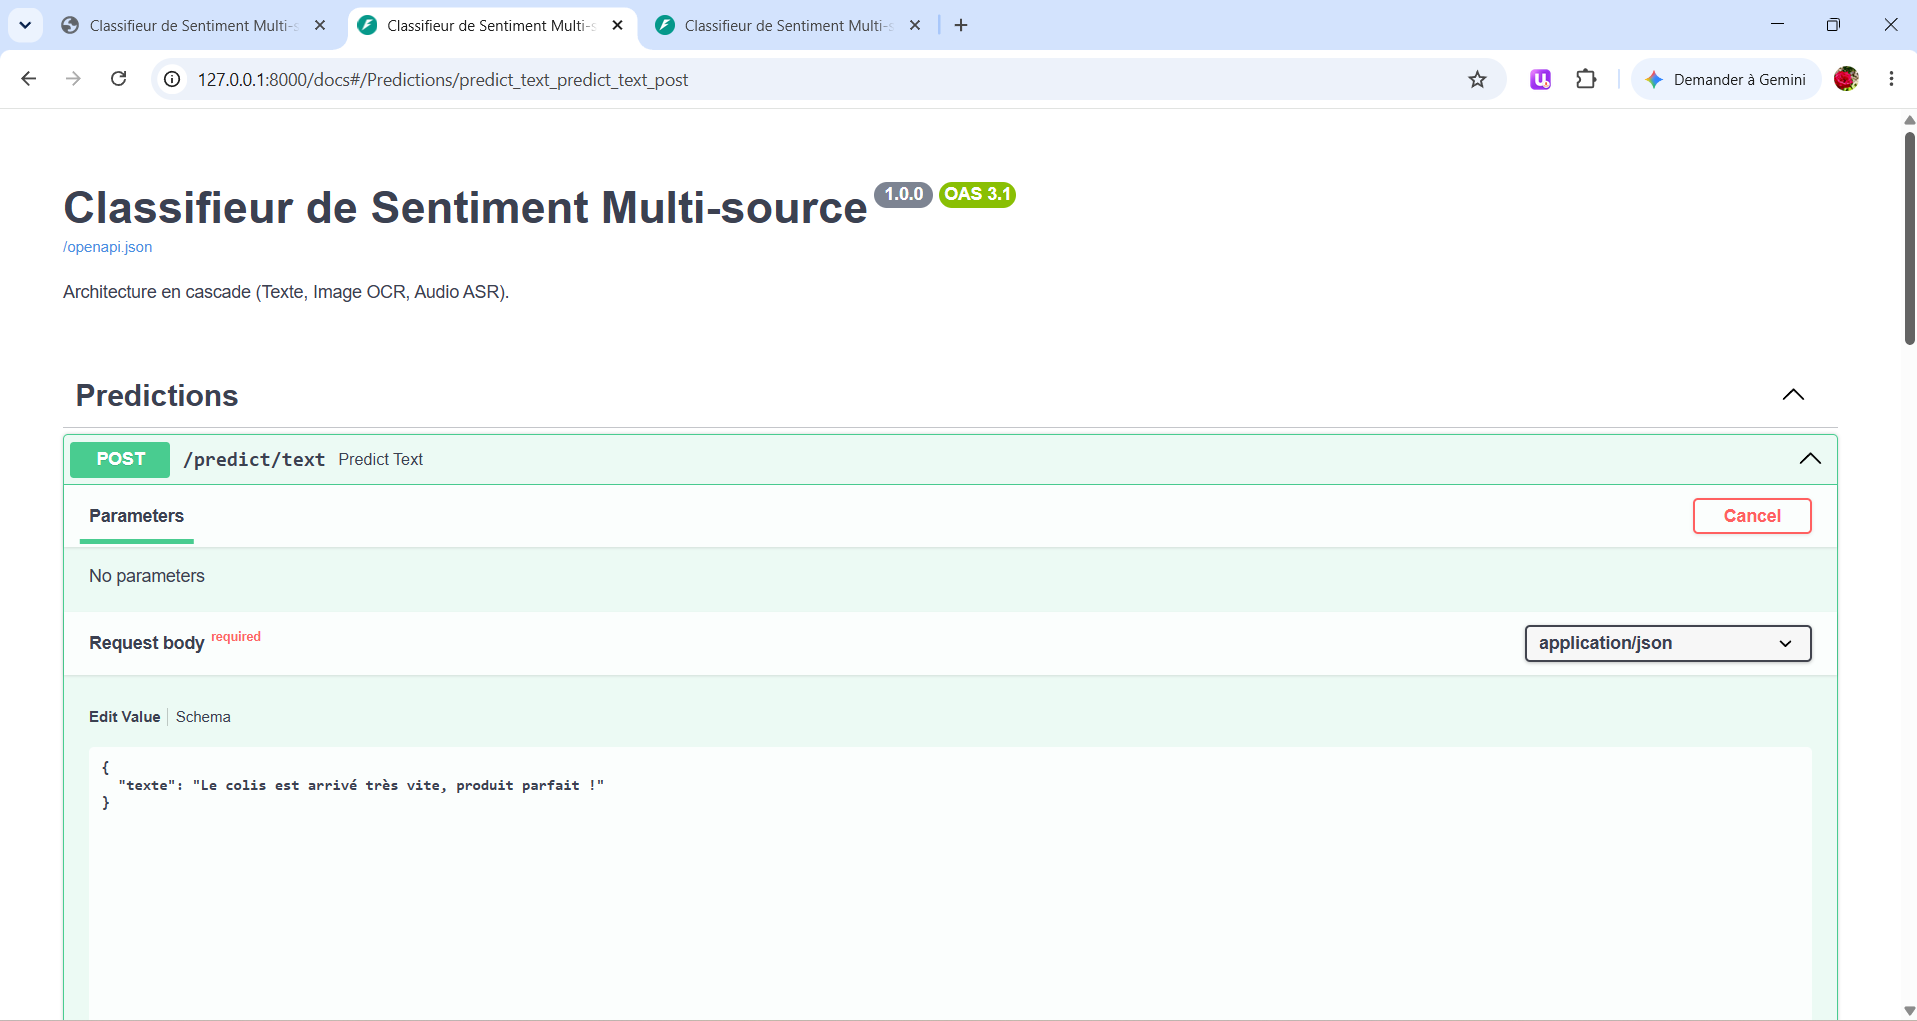 Classifieur de Sentiment Multi-s
Classifieur de Sentiment Multi-s
Classifieur de Sentiment Multi-s
127.0.0.1:8000/docs#/Predictions/predict_text_predict_text_post
Demander à Gemini
Classifieur de Sentiment Multi-source 1.0.0 OAS 3.1
/openapi.json
Architecture en cascade (Texte, Image OCR, Audio ASR).
Predictions
POST /predict/text Predict Text
Parameters
Cancel
No parameters
Request body required
application/json
Edit Value Schema
{
"texte": "Le colis est arrivé très vite, produit parfait !"
}